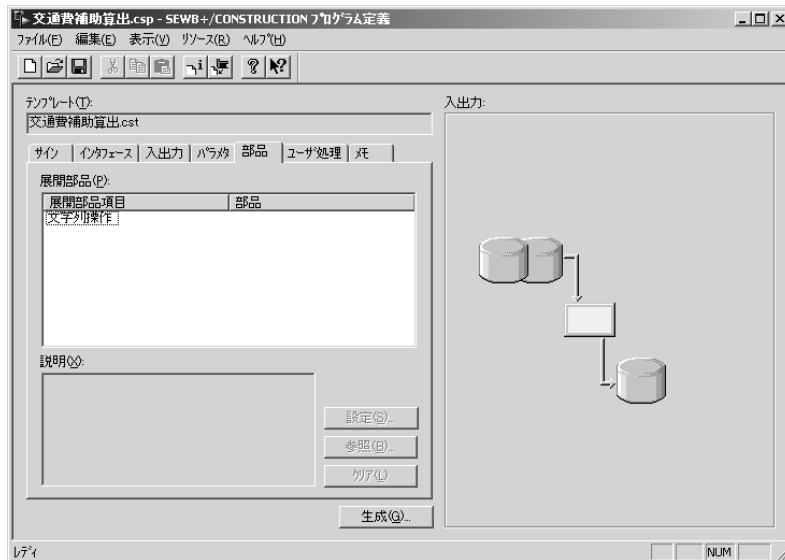 交通費補助算出.csp - SEWB+/CONSTRUCTION ﾌﾟﾛｸﾞﾗﾑ定義
ﾌｧｲﾙ(F) 編集(E) 表示(V) ﾘｿｰｽ(R) ﾍﾙﾌﾟ(H)
ﾃﾝﾌﾟﾚｰﾄ(T):
交通費補助算出.cst
ｻｲﾝ ｲﾝﾀﾌｪｰｽ 入出力 ﾊﾟﾗﾒﾀ 部品 ﾕｰｻﾞ処理 ﾒﾓ
展開部品(P):
展開部品項目 部品
文字列操作
説明(X):
設定(S)...
参照(B)...
ｸﾘｱ(L)
生成(G)...
入出力:
ﾚﾃﾞｨ NUM